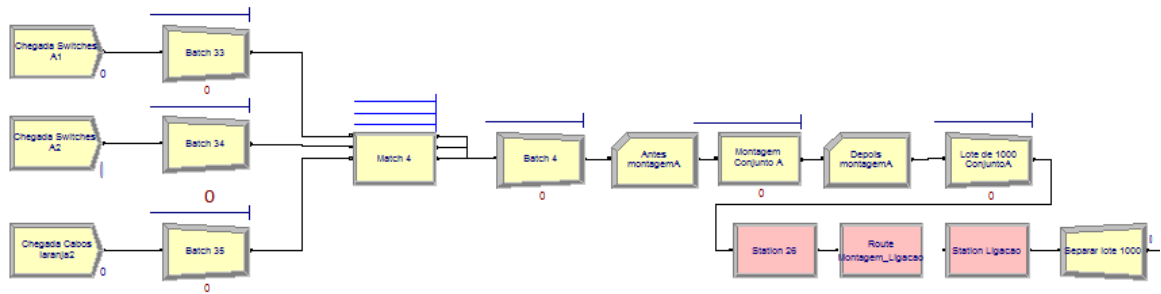 Chegada Switches
A1
0
Batch 33
0
Chegada Switches
A2
Batch 34
0
Chegada Cabos
laranja2
0
Batch 35
0
Match 4
Batch 4
0
Antes
montagemA
Montagem
Conjunto A
0
Depois
montagemA
Lote de 1000
ConjuntoA
0
Station 26
Route
Montagem_Ligacao
Station Ligacao
Separar lote 1000